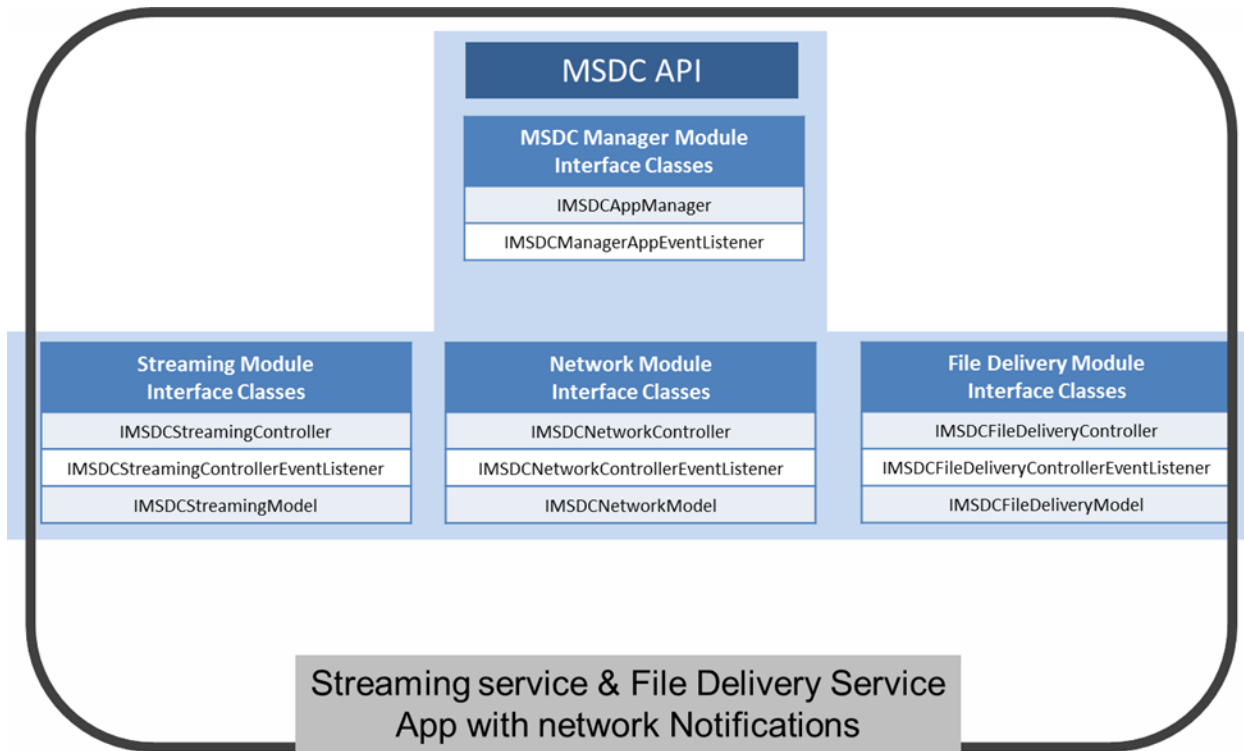 MSDC API
MSDC Manager Module
Interface Classes
IMSDCAppManager
IMSDCManagerAppEventListener
Streaming Module
Interface Classes
IMSDCStreamingController
IMSDCStreamingControllerEventListener
IMSDCStreamingModel
Network Module
Interface Classes
IMSDCNetworkController
IMSDCNetworkControllerEventListener
IMSDCNetworkModel
File Delivery Module
Interface Classes
IMSDCFileDeliveryController
IMSDCFileDeliveryControllerEventListener
IMSDCFileDeliveryModel
Streaming service & File Delivery Service
App with network Notifications